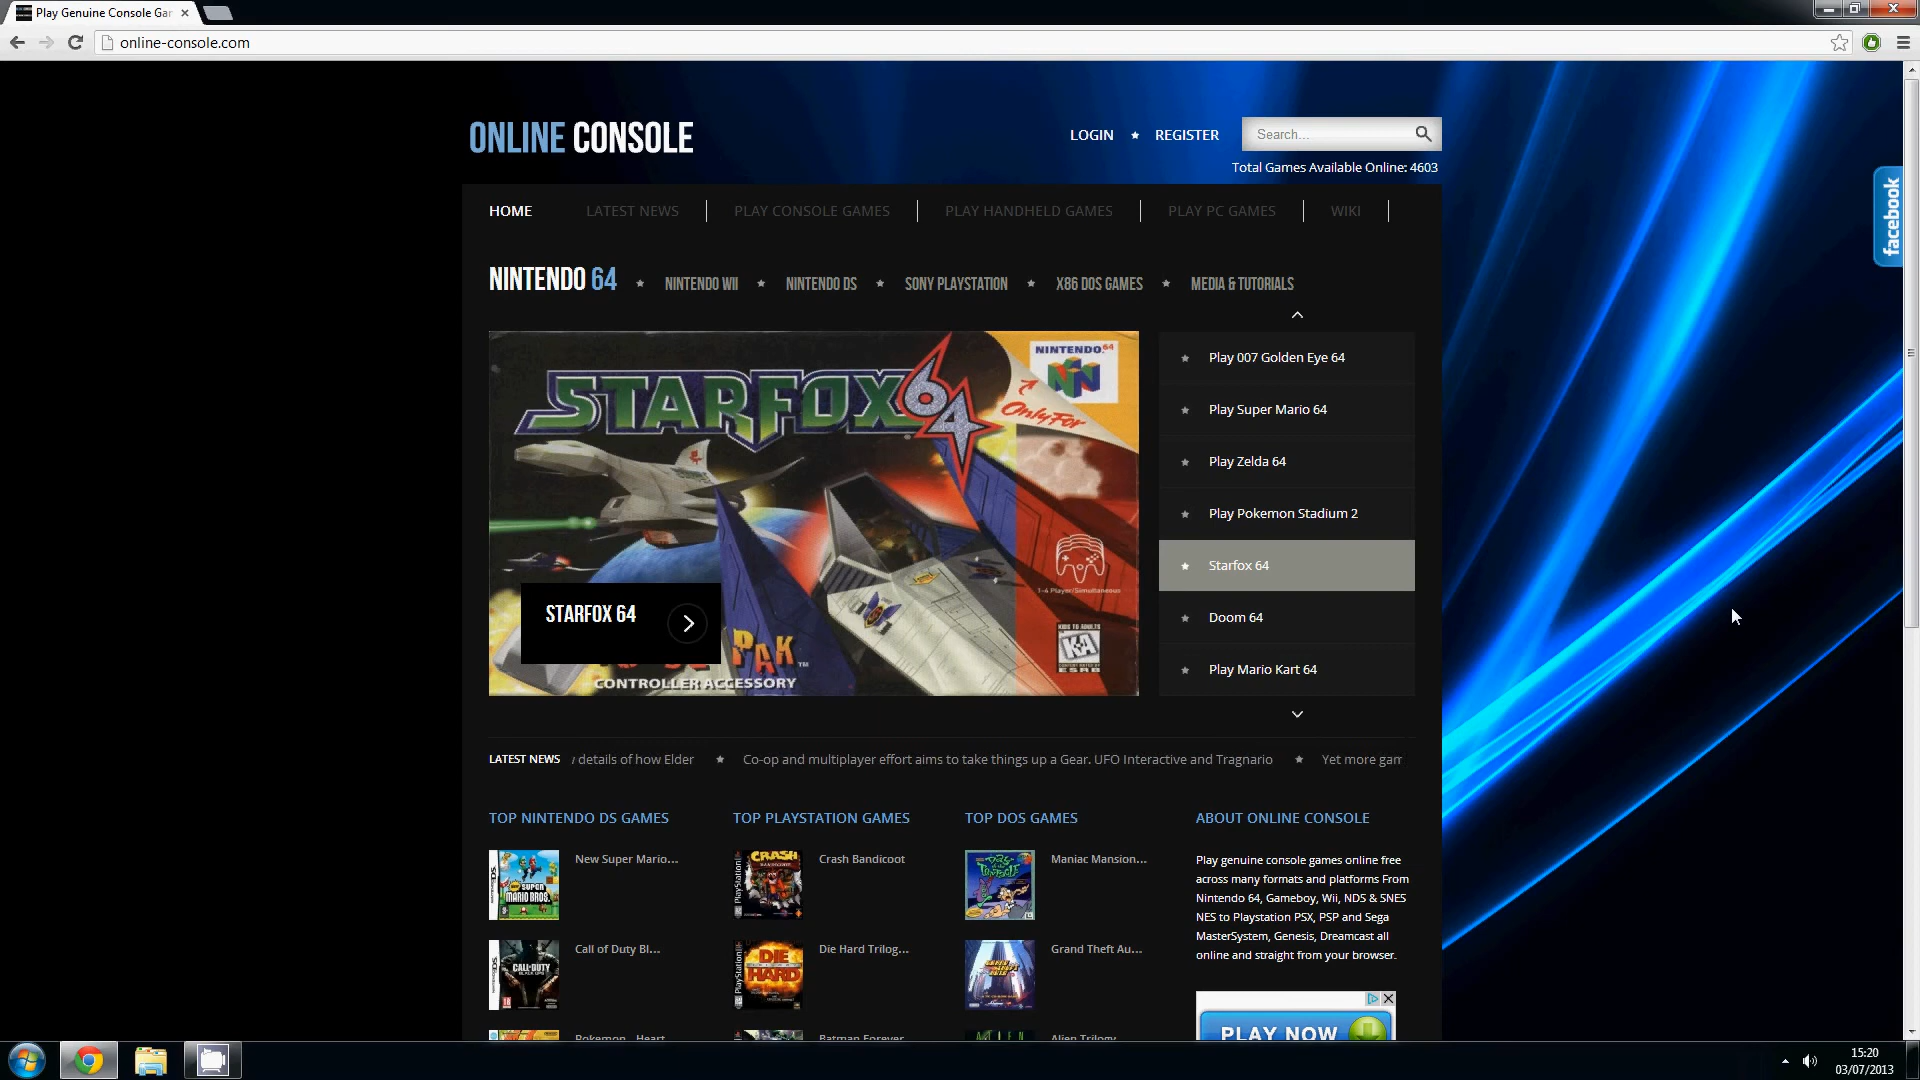 Play Genuine Console Gar
online-console.com
ONLINE CONSOLE
LOGIN
REGISTER
Search...
Total Games Available Online: 4603
facebook
HOME
LATEST NEWS
PLAY CONSOLE GAMES
PLAY HANDHELD GAMES
PLAY PC GAMES
WIKI
NINTENDO 64
NINTENDO WII
NINTENDO DS
SONY PLAYSTATION
X86 DOS GAMES
MEDIA & TUTORIALS
NINTENDO 64
STARFOX 64
Only For
1-4 Player/Simultaneous
KIDS TO ADULTS
KA
ESRB
STARFOX 64
PAK
CONTROLLER ACCESSORY
Play 007 Golden Eye 64
Play Super Mario 64
Play Zelda 64
Play Pokemon Stadium 2
Starfox 64
Doom 64
Play Mario Kart 64
LATEST NEWS
details of how Elder
Co-op and multiplayer effort aims to take things up a Gear. UFO Interactive and Tragnario
Yet more gam
TOP NINTENDO DS GAMES
New Super Mario...
Call of Duty Bl...
Pokemon - Heart
TOP PLAYSTATION GAMES
Crash Bandicoot
Die Hard Trilog...
Batman Forever
TOP DOS GAMES
Maniac Mansion...
Grand Theft Au...
Alien Trilogy
ABOUT ONLINE CONSOLE
Play genuine console games online free
across many formats and platforms From
Nintendo 64, Gameboy, Wii, NDS & SNES
NES to Playstation PSX, PSP and Sega
MasterSystem, Genesis, Dreamcast all
online and straight from your browser.
PLAY NOW
15:20
03/07/2013